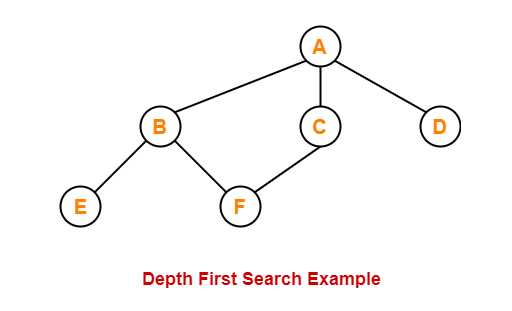 A
B C D
E F
Depth First Search Example